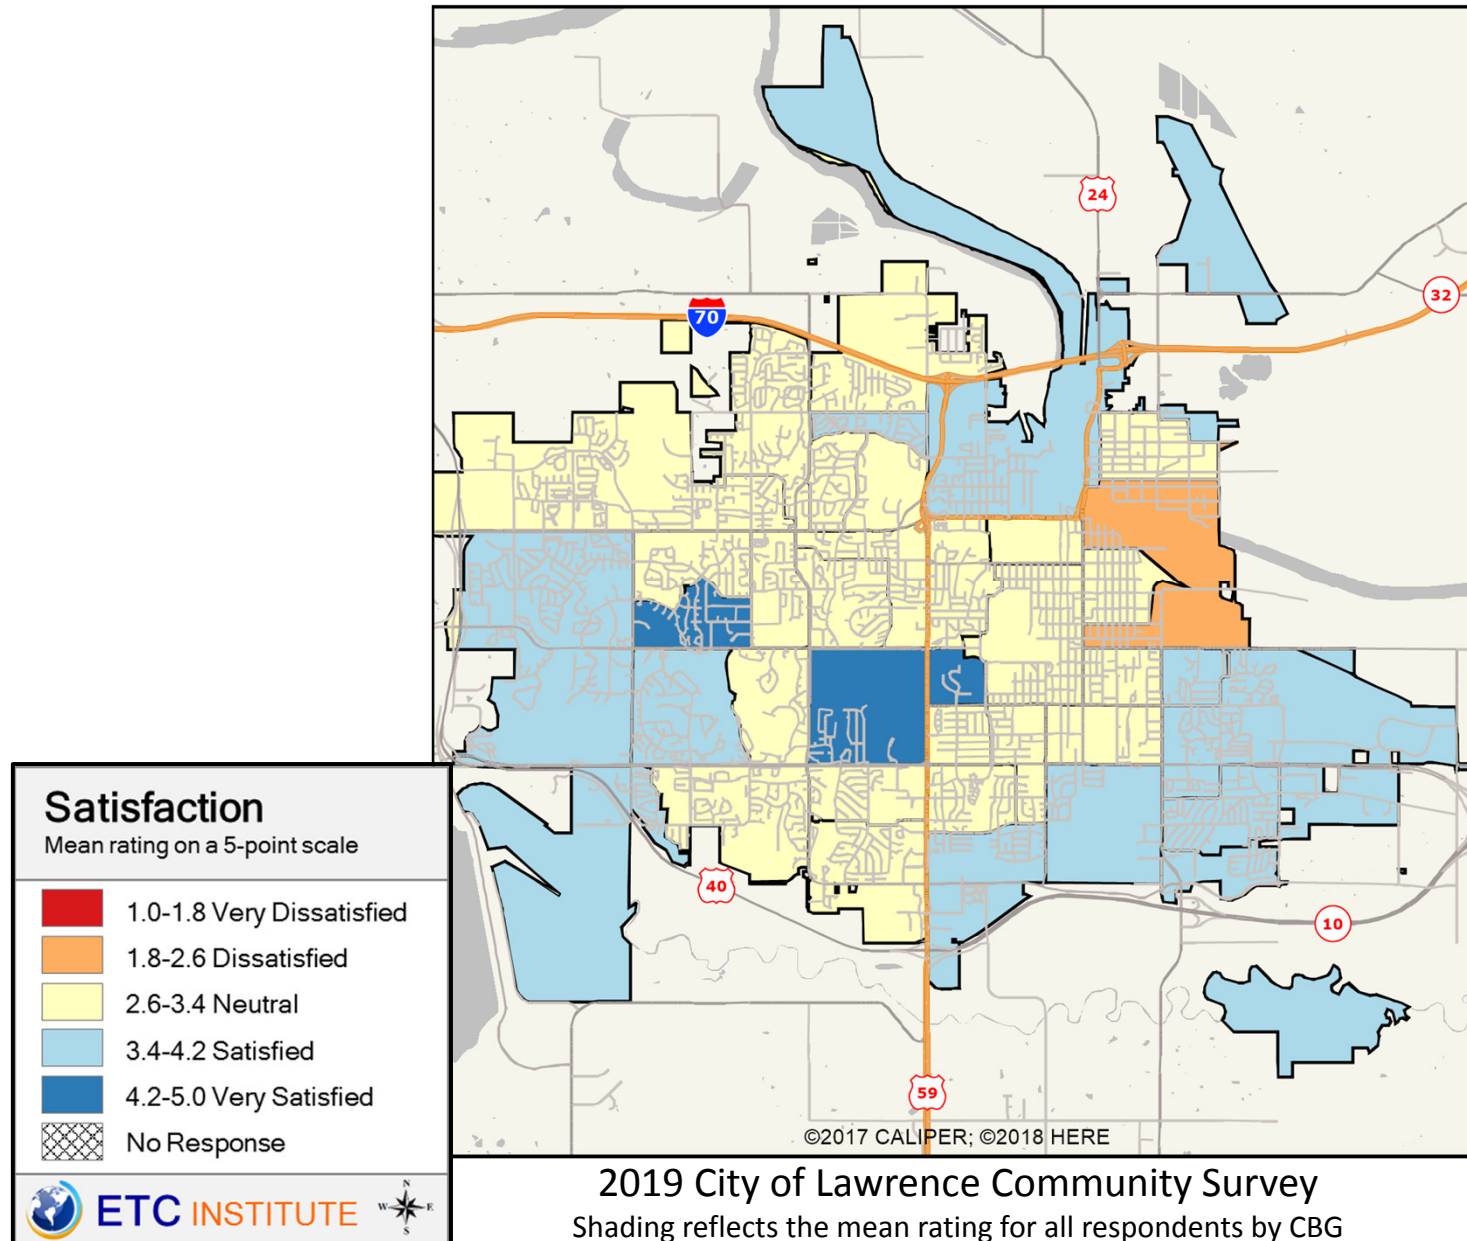 24
32
70
40
10
59
©2017 CALIPER; ©2018 HERE
Satisfaction
Mean rating on a 5-point scale
1.0-1.8 Very Dissatisfied
1.8-2.6 Dissatisfied
2.6-3.4 Neutral
3.4-4.2 Satisfied
4.2-5.0 Very Satisfied
No Response
ETC INSTITUTE
N
W E
S
2019 City of Lawrence Community Survey
Shading reflects the mean rating for all respondents by CBG